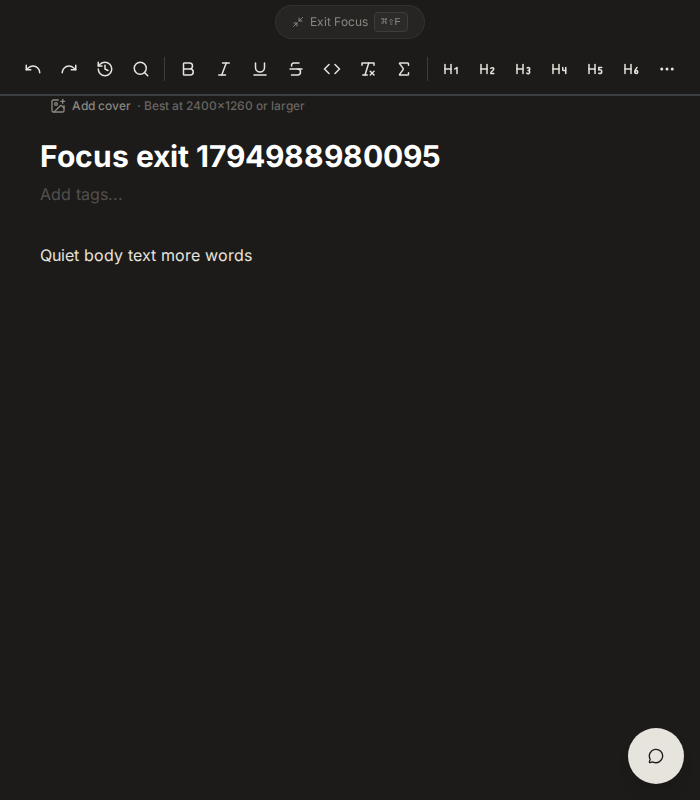 Exit Focus ⌘⇧F
B I U S <> Tx Σ H1 H2 H3 H4 H5 H6 ...
Add cover · Best at 2400×1260 or larger
Focus exit 1794988980095
Add tags...
Quiet body text more words